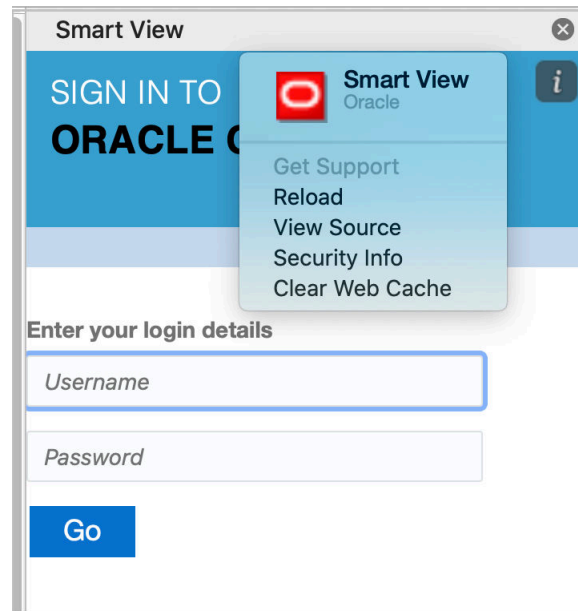 Smart View
SIGN IN TO
ORACLE
Smart View
Oracle
i
Get Support
Reload
View Source
Security Info
Clear Web Cache
Enter your login details
Username
Password
Go